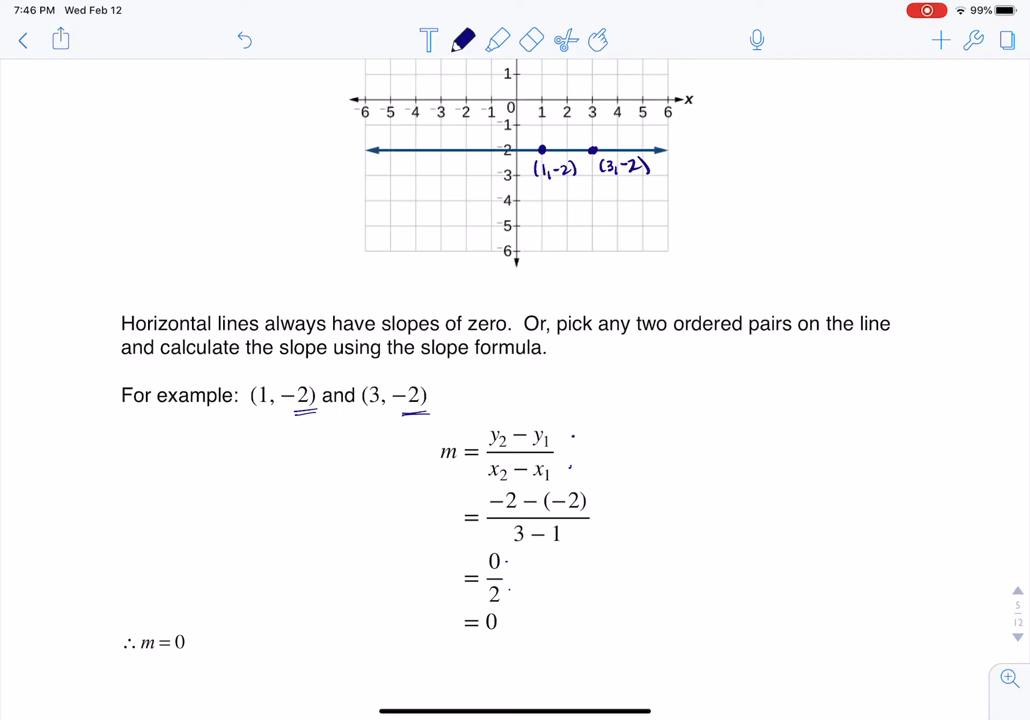 7:46 PM Wed Feb 12
99%
T
1
x
-6 -5 -4 -3 -2 -1 0 1 2 3 4 5 6
-1
-2
(1,-2) (3,-2)
-3
-4
-5
-6
Horizontal lines always have slopes of zero. Or, pick any two ordered pairs on the line
and calculate the slope using the slope formula.
For example: (1, −2) and (3, −2)
m = (y₂ − y₁)/(x₂ − x₁)
= (−2 − (−2))/(3 − 1)
= 0/2
= 0
∴ m = 0
5
12